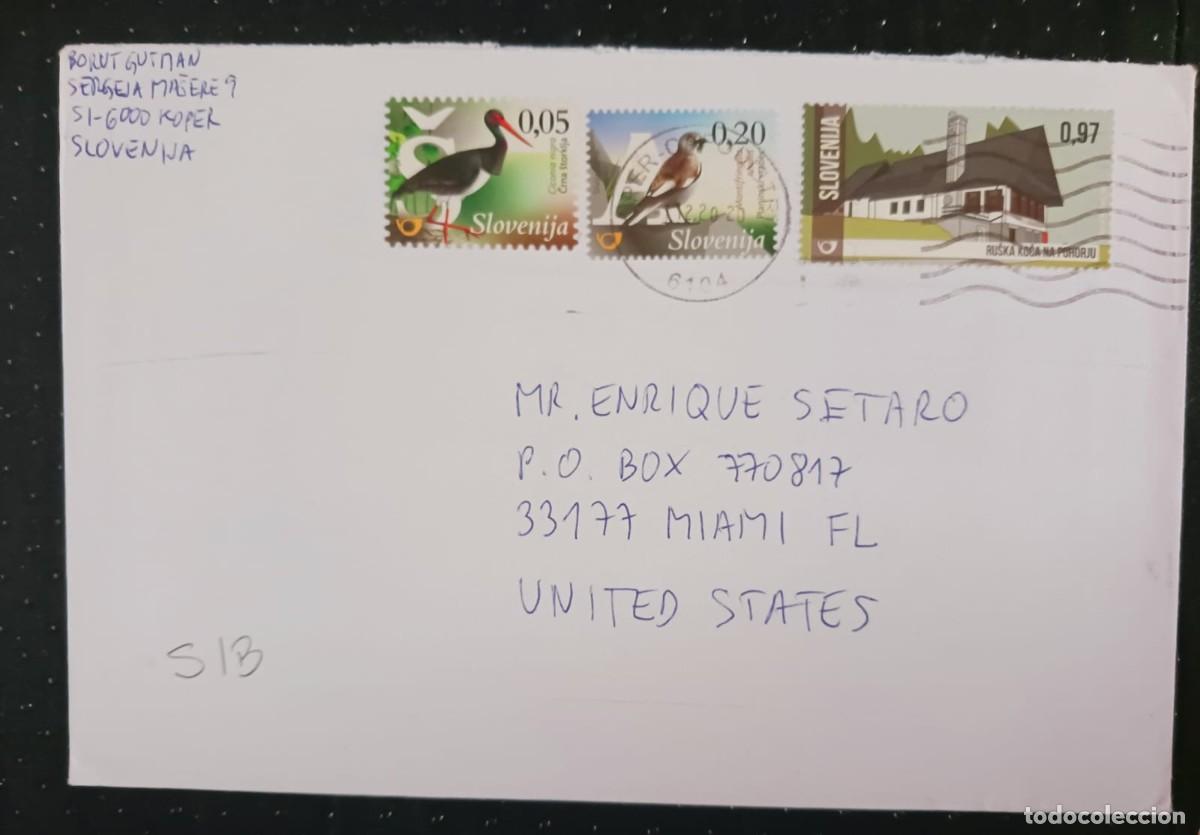 BORUT GUTMAN
SERGEJA MAŠERE 9
SI-6000 KOPER
SLOVENIJA
Š 0,05
Ciconia nigra
Črna štorklja
Slovenija
0,20
Slovenija
6104
SLOVENIJA
0,97
RUŠKA KOČA NA POHORJU
MR. ENRIQUE SETARO
P.O. BOX 770817
33177 MIAMI FL
UNITED STATES
SIB
todocoleccion